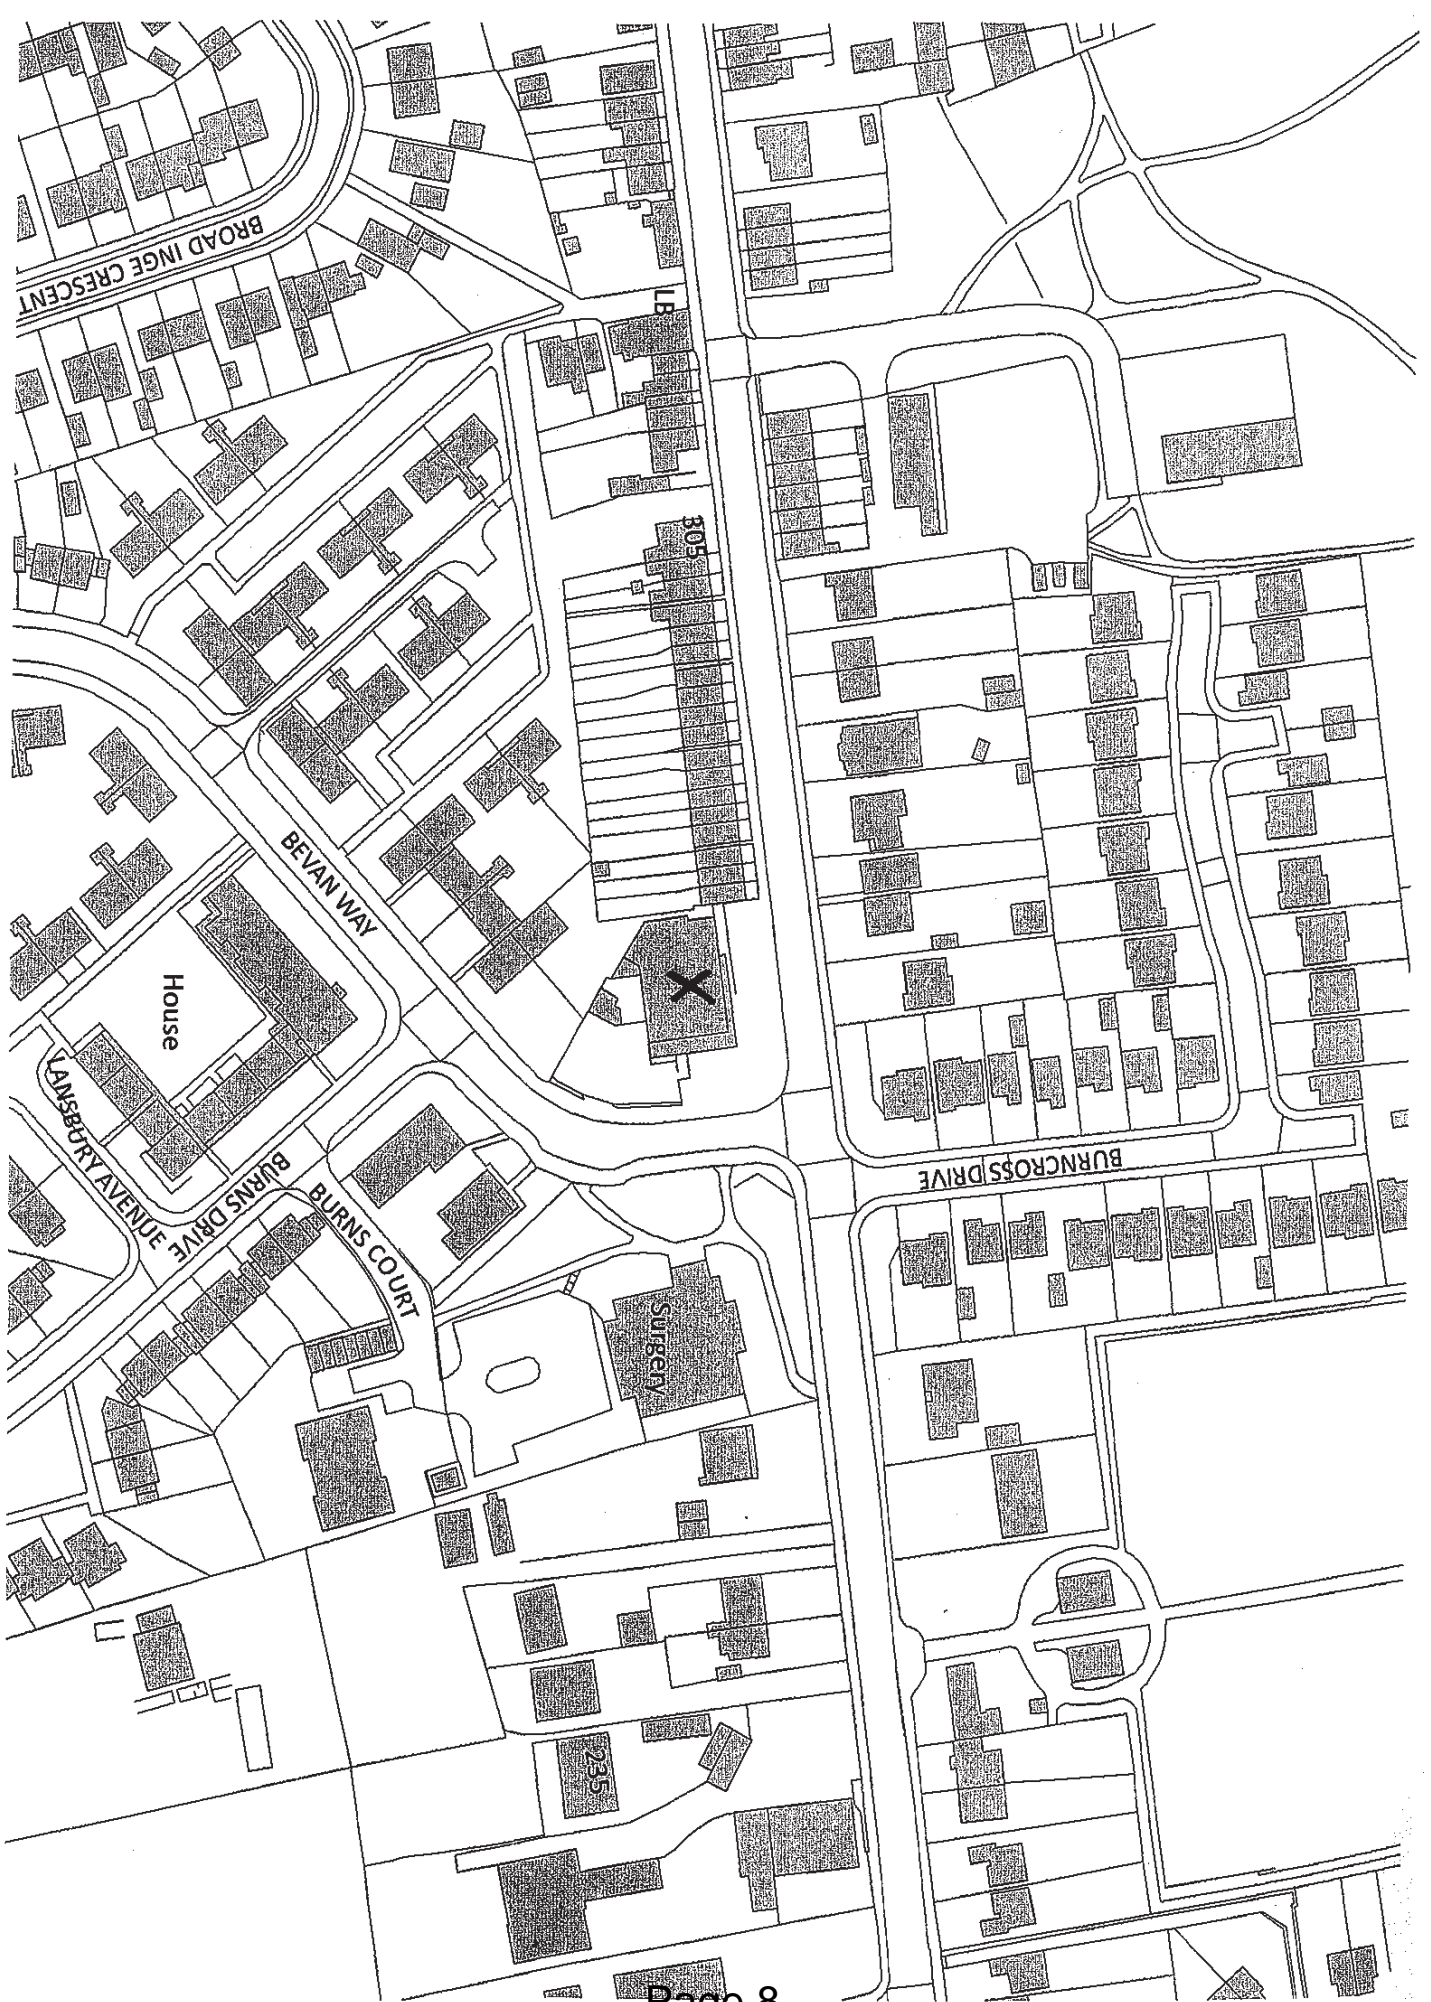 BROAD INGE CRESCENT
LB
305
BEVAN WAY
House
LANSBURY AVENUE
BURNS DRIVE
BURNS COURT
BURNCROSS DRIVE
Surgery
235
Page 8